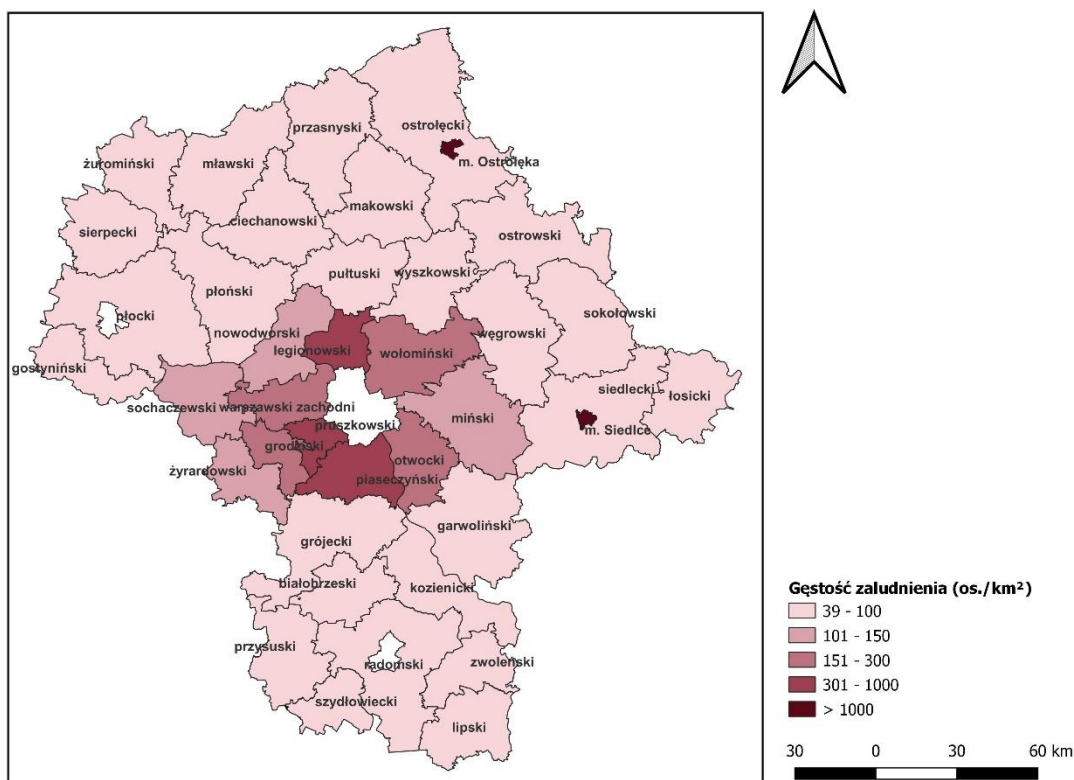 przasnyski
ostrołęcki
m. Ostrołęka
żuromiński
mławski
makowski
ciechanowski
sierpecki
ostrowski
pułtuski
wyszkowski
płoński
płocki
sokołowski
nowodworski
węgrowski
legionowski
wołomiński
gostyniński
siedlecki
łosicki
sochaczewski
warszawski zachodni
miński
pruszkowski
m. Siedlce
grodziski
otwocki
żyrardowski
piaseczyński
garwoliński
grójecki
białobrzeski
kozienicki
przysuski
radomski
zwoleński
szydłowiecki
lipski
Gęstość zaludnienia (os./km²)
39 - 100
101 - 150
151 - 300
301 - 1000
> 1000
30 0 30 60 km